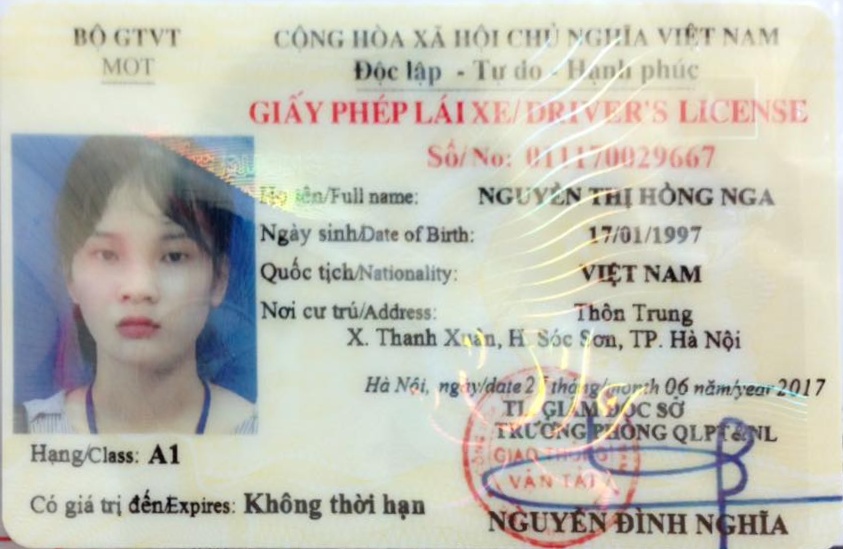 BỘ GTVT
MOT
CỘNG HÒA XÃ HỘI CHỦ NGHĨA VIỆT NAM
Độc lập - Tự do - Hạnh phúc
GIẤY PHÉP LÁI XE/DRIVER'S LICENSE
Số/No: 011170029667
Họ tên/Full name: NGUYỄN THỊ HỒNG NGA
Ngày sinh/Date of Birth: 17/01/1997
Quốc tịch/Nationality: VIỆT NAM
Nơi cư trú/Address: Thôn Trung
X. Thanh Xuân, H. Sóc Sơn, TP. Hà Nội
Hà Nội, ngày/date tháng/month 06 năm/year 2017
TL. GIÁM ĐỐC SỞ
TRƯỞNG PHÒNG QLPT&NL
GIAO THÔNG
VẬN TẢI
Hạng/Class: A1
Có giá trị đến/Expires: Không thời hạn
NGUYỄN ĐÌNH NGHĨA